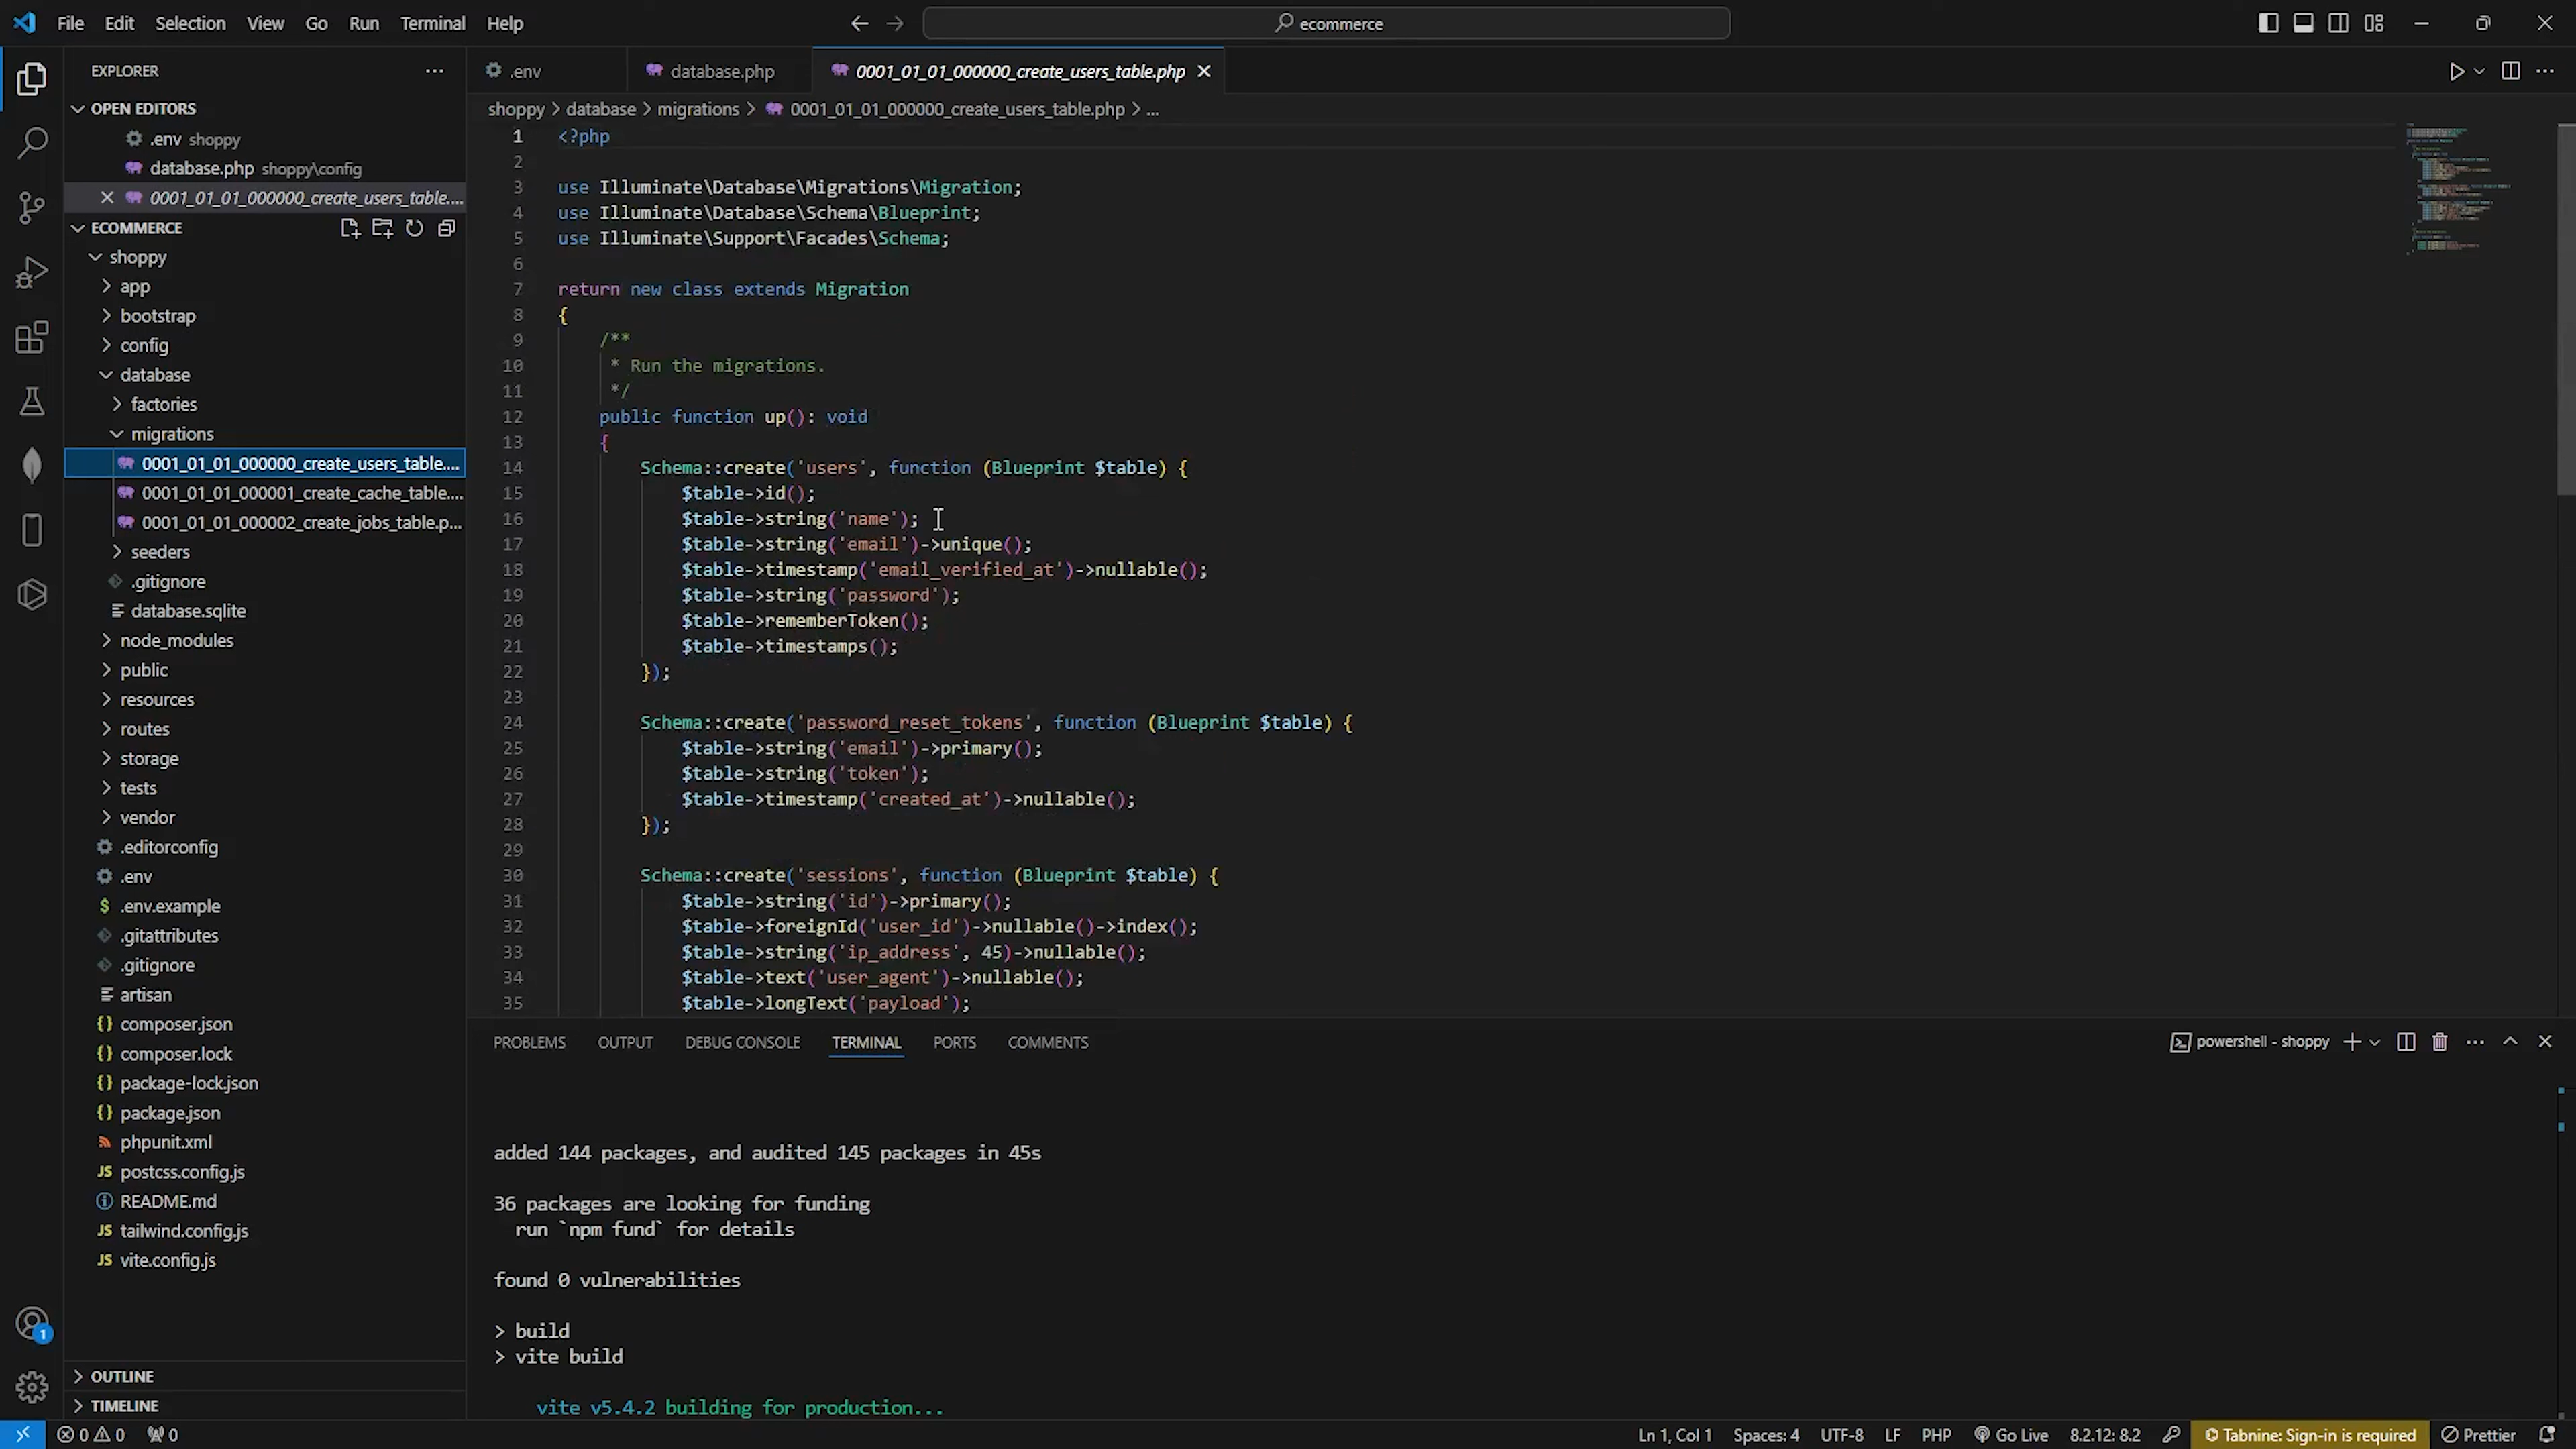 File Edit Selection View Go Run Terminal Help
ecommerce
EXPLORER
OPEN EDITORS
.env shoppy
database.php shoppy\config
0001_01_01_000000_create_users_table....
ECOMMERCE
shoppy
app
bootstrap
config
database
factories
migrations
0001_01_01_000000_create_users_table....
0001_01_01_000001_create_cache_table....
0001_01_01_000002_create_jobs_table.p...
seeders
.gitignore
database.sqlite
node_modules
public
resources
routes
storage
tests
vendor
.editorconfig
.env
.env.example
.gitattributes
.gitignore
artisan
composer.json
composer.lock
package-lock.json
package.json
phpunit.xml
postcss.config.js
README.md
tailwind.config.js
vite.config.js
OUTLINE
TIMELINE
.env database.php 0001_01_01_000000_create_users_table.php
shoppy > database > migrations > 0001_01_01_000000_create_users_table.php > ...
1 <?php
2
3 use Illuminate\Database\Migrations\Migration;
4 use Illuminate\Database\Schema\Blueprint;
5 use Illuminate\Support\Facades\Schema;
6
7 return new class extends Migration
8 {
9 /**
10 * Run the migrations.
11 */
12 public function up(): void
13 {
14 Schema::create('users', function (Blueprint $table) {
15 $table->id();
16 $table->string('name');
17 $table->string('email')->unique();
18 $table->timestamp('email_verified_at')->nullable();
19 $table->string('password');
20 $table->rememberToken();
21 $table->timestamps();
22 });
23
24 Schema::create('password_reset_tokens', function (Blueprint $table) {
25 $table->string('email')->primary();
26 $table->string('token');
27 $table->timestamp('created_at')->nullable();
28 });
29
30 Schema::create('sessions', function (Blueprint $table) {
31 $table->string('id')->primary();
32 $table->foreignId('user_id')->nullable()->index();
33 $table->string('ip_address', 45)->nullable();
34 $table->text('user_agent')->nullable();
35 $table->longText('payload');
PROBLEMS OUTPUT DEBUG CONSOLE TERMINAL PORTS COMMENTS
powershell - shoppy
added 144 packages, and audited 145 packages in 45s
36 packages are looking for funding
run `npm fund` for details
found 0 vulnerabilities
> build
> vite build
vite v5.4.2 building for production...
1
0 0 0 Ln 1, Col 1 Spaces: 4 UTF-8 LF PHP Go Live 8.2.12: 8.2 Tabnine: Sign-in is required Prettier